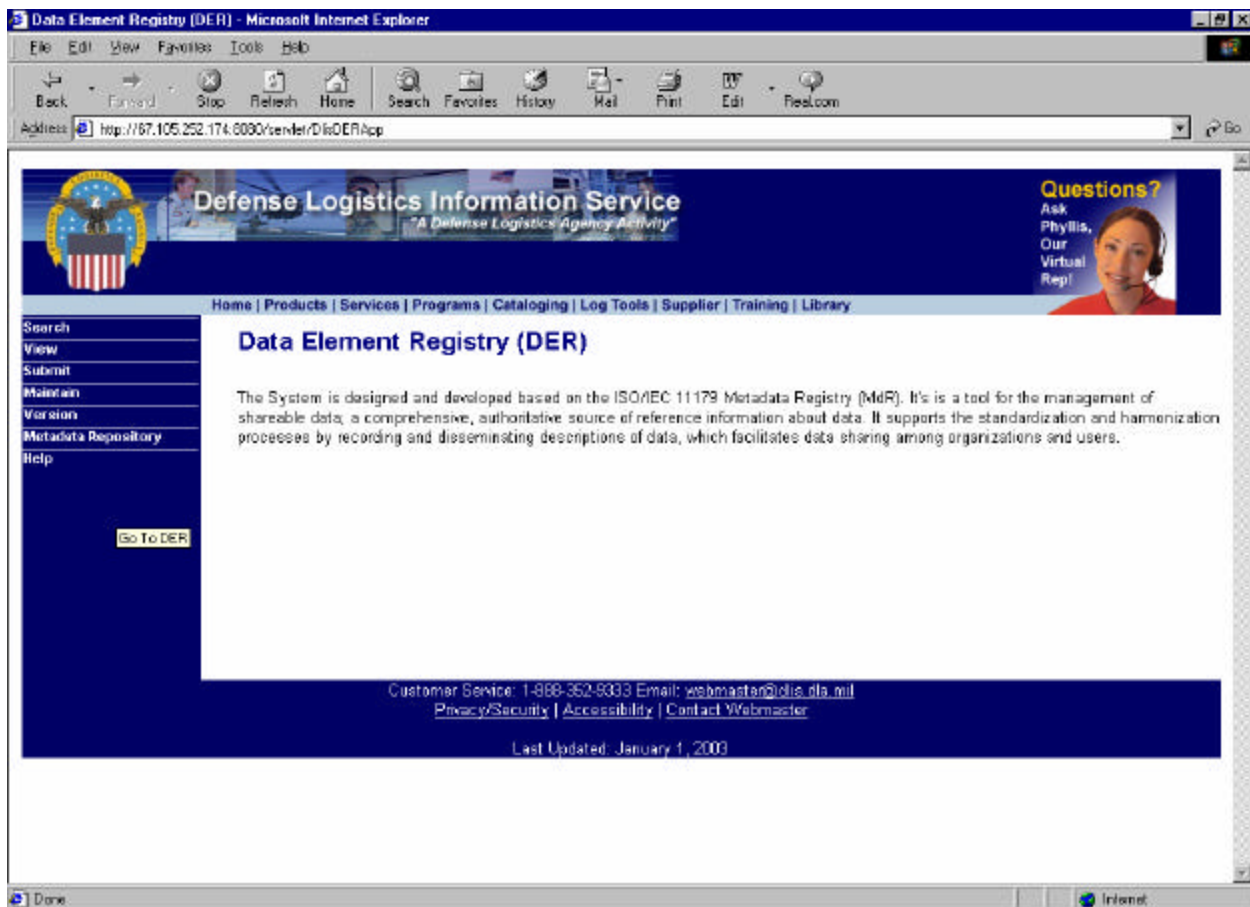 Data Element Registry (DER) - Microsoft Internet Explorer
File Edit View Favorites Tools Help
Back Forward Stop Refresh Home Search Favorites History Mail Print Edit Real.com
Address http://67.105.252.174:8080/servlet/DlisDERApp Go
Defense Logistics Information Service
"A Defense Logistics Agency Activity"
Questions?
Ask
Phyllis,
Our
Virtual
Rep!
Home | Products | Services | Programs | Cataloging | Log Tools | Supplier | Training | Library
Search
View
Submit
Maintain
Version
Metadata Repository
Help
Go To DER
Data Element Registry (DER)
The System is designed and developed based on the ISO/IEC 11179 Metadata Registry (MdR). It's is a tool for the management of
shareable data; a comprehensive, authoritative source of reference information about data. It supports the standardization and harmonization
processes by recording and disseminating descriptions of data, which facilitates data sharing among organizations and users.
Customer Service: 1-888-352-9333 Email: webmaster@dlis.dla.mil
Privacy/Security | Accessibility | Contact Webmaster
Last Updated: January 1, 2003
Done
Internet